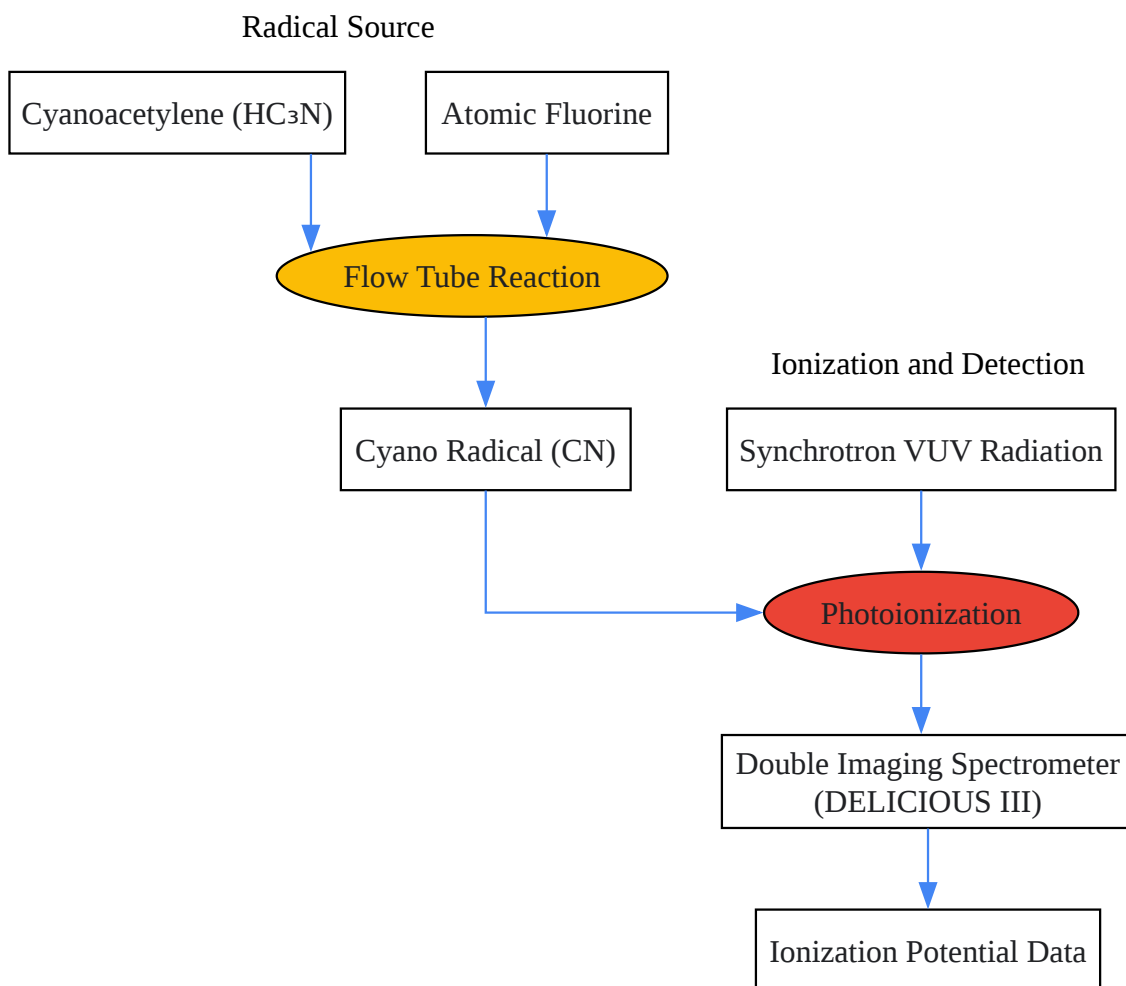 Radical Source
Cyanoacetylene (HC₃N)
Atomic Fluorine
Flow Tube Reaction
Ionization and Detection
Cyano Radical (CN)
Synchrotron VUV Radiation
Photoionization
Double Imaging Spectrometer
(DELICIOUS III)
Ionization Potential Data